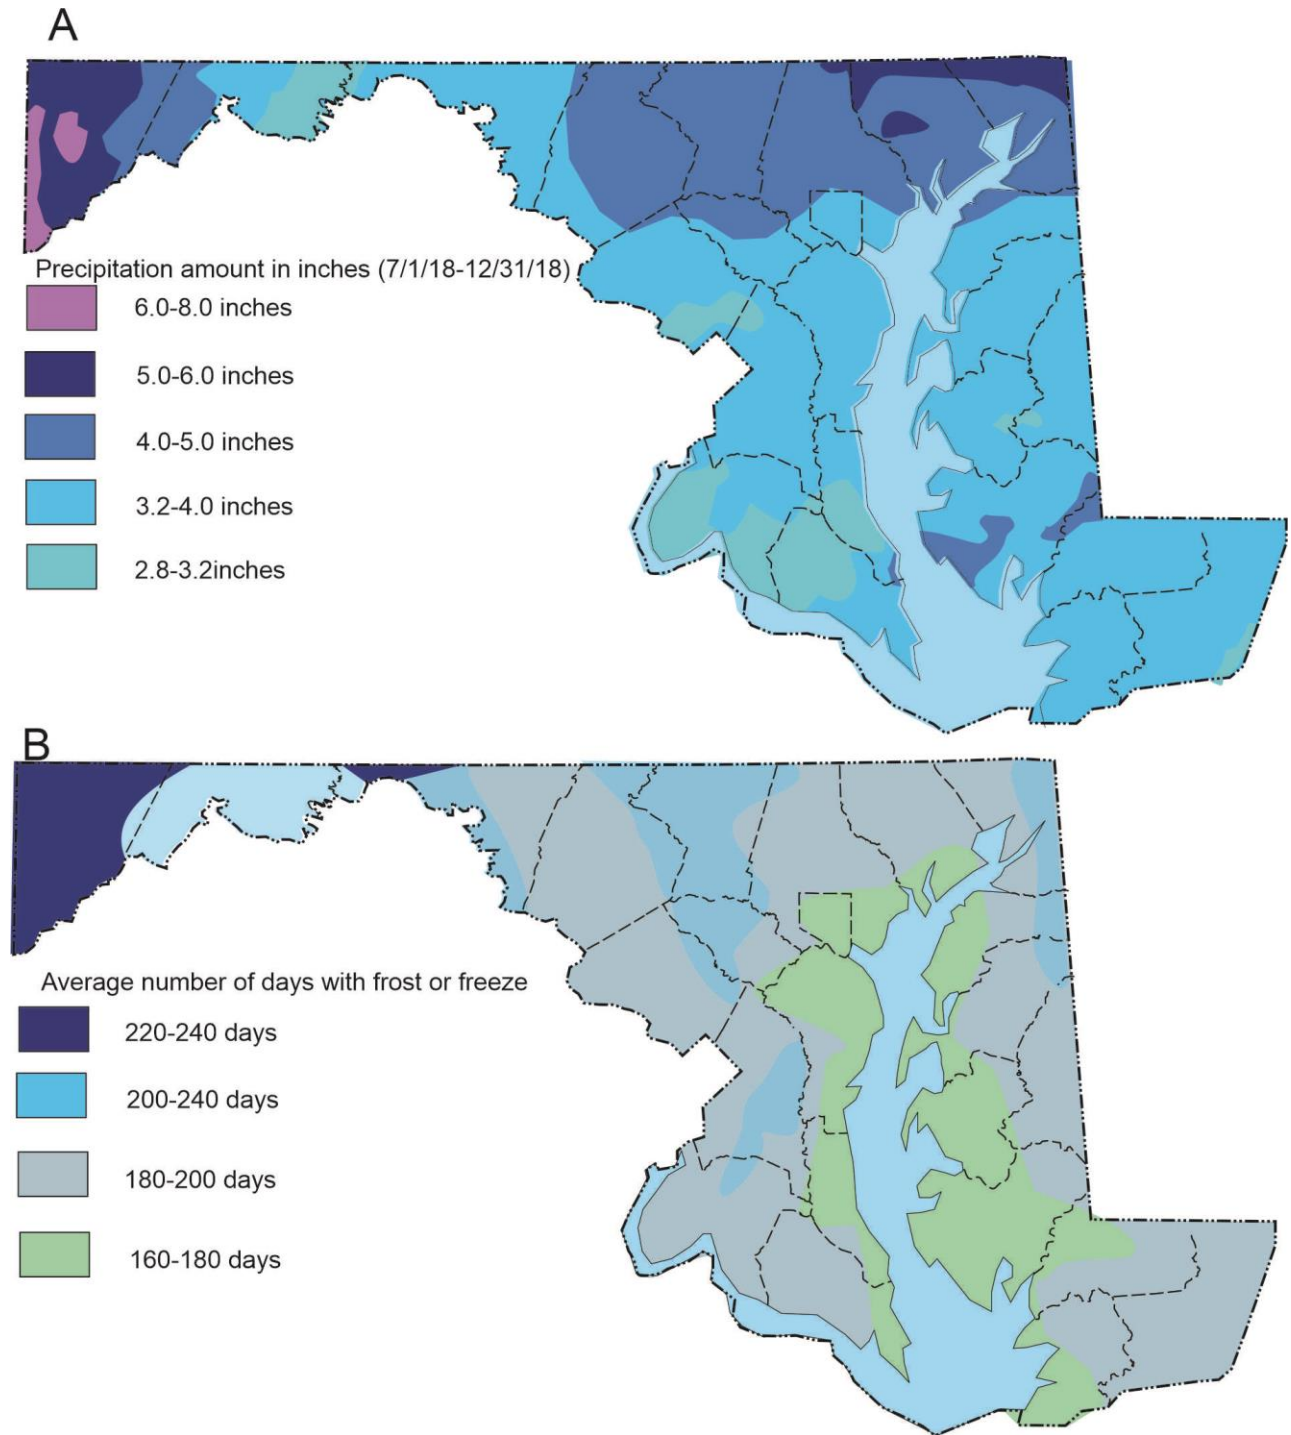 A
Precipitation amount in inches (7/1/18-12/31/18)
6.0-8.0 inches
5.0-6.0 inches
4.0-5.0 inches
3.2-4.0 inches
2.8-3.2inches
B
Average number of days with frost or freeze
220-240 days
200-240 days
180-200 days
160-180 days